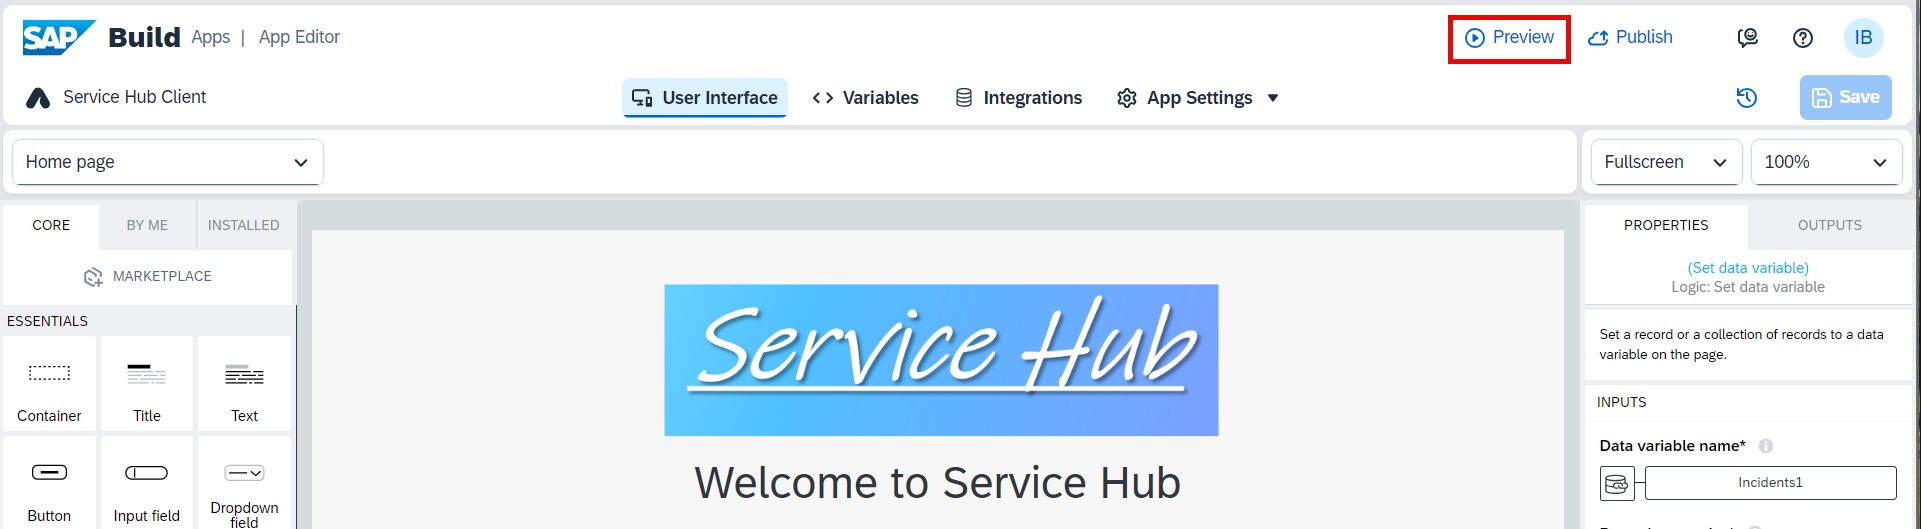 SAP Build Apps | App Editor
Preview
Publish
IB
Service Hub Client
User Interface
Variables
Integrations
App Settings
Save
Home page
Fullscreen
100%
CORE
BY ME
INSTALLED
MARKETPLACE
ESSENTIALS
Container
Title
Text
Button
Input field
Dropdown
field
Service Hub
Welcome to Service Hub
PROPERTIES
OUTPUTS
(Set data variable)
Logic: Set data variable
Set a record or a collection of records to a data
variable on the page.
INPUTS
Data variable name*
Incidents1